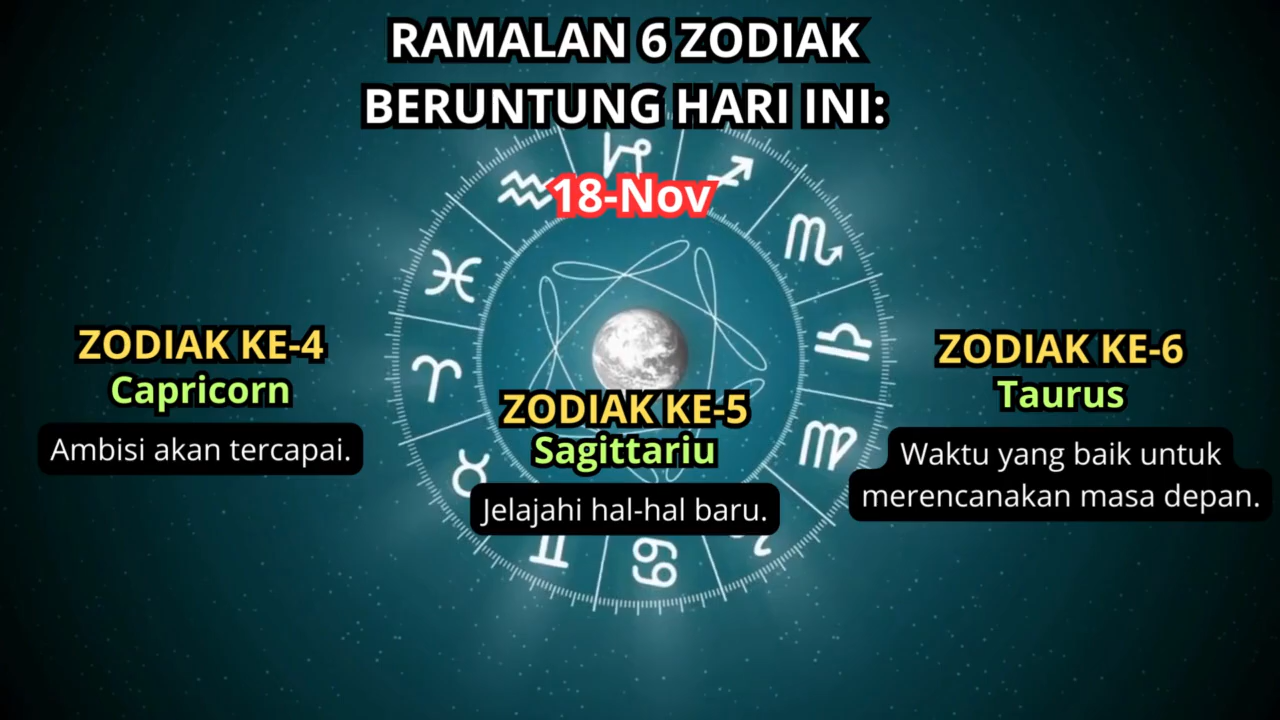 RAMALAN 6 ZODIAK
BERUNTUNG HARI INI:
18-Nov
ZODIAK KE-4
Capricorn
Ambisi akan tercapai.
ZODIAK KE-5
Sagittariu
Jelajahi hal-hal baru.
ZODIAK KE-6
Taurus
Waktu yang baik untuk
merencanakan masa depan.